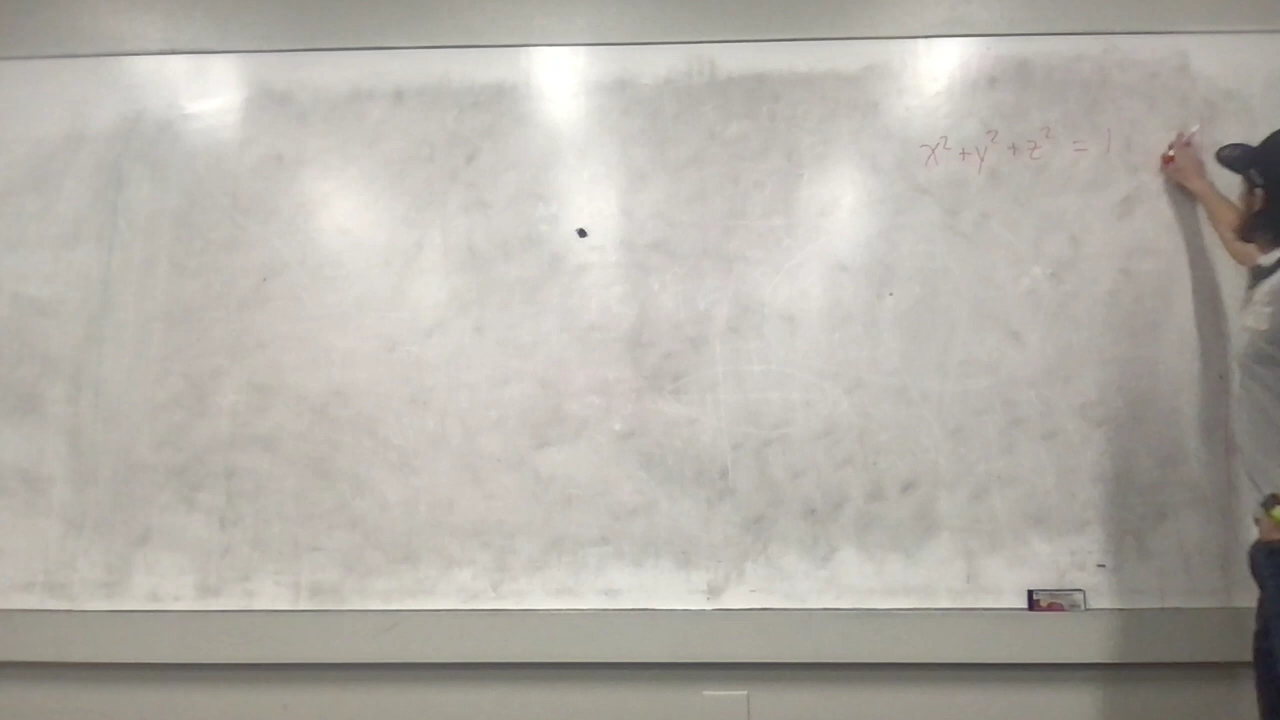 x² + y² + z² = 1